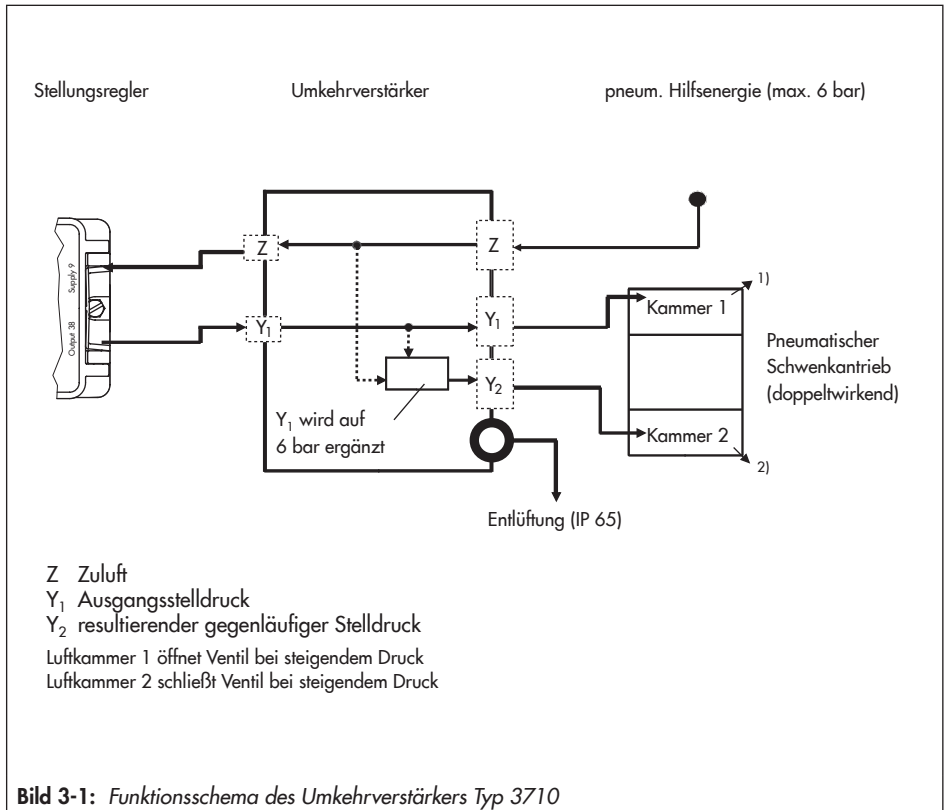 Stellungsregler
Umkehrverstärker
pneum. Hilfsenergie (max. 6 bar)
Supply 9
Output 38
Z
Z
Y₁
Y₁
Y₂
Y₁ wird auf
6 bar ergänzt
Kammer 1
1)
Kammer 2
2)
Pneumatischer
Schwenkantrieb
(doppeltwirkend)
Entlüftung (IP 65)
Z Zuluft
Y₁ Ausgangsstelldruck
Y₂ resultierender gegenläufiger Stelldruck
Luftkammer 1 öffnet Ventil bei steigendem Druck
Luftkammer 2 schließt Ventil bei steigendem Druck
Bild 3-1: Funktionsschema des Umkehrverstärkers Typ 3710